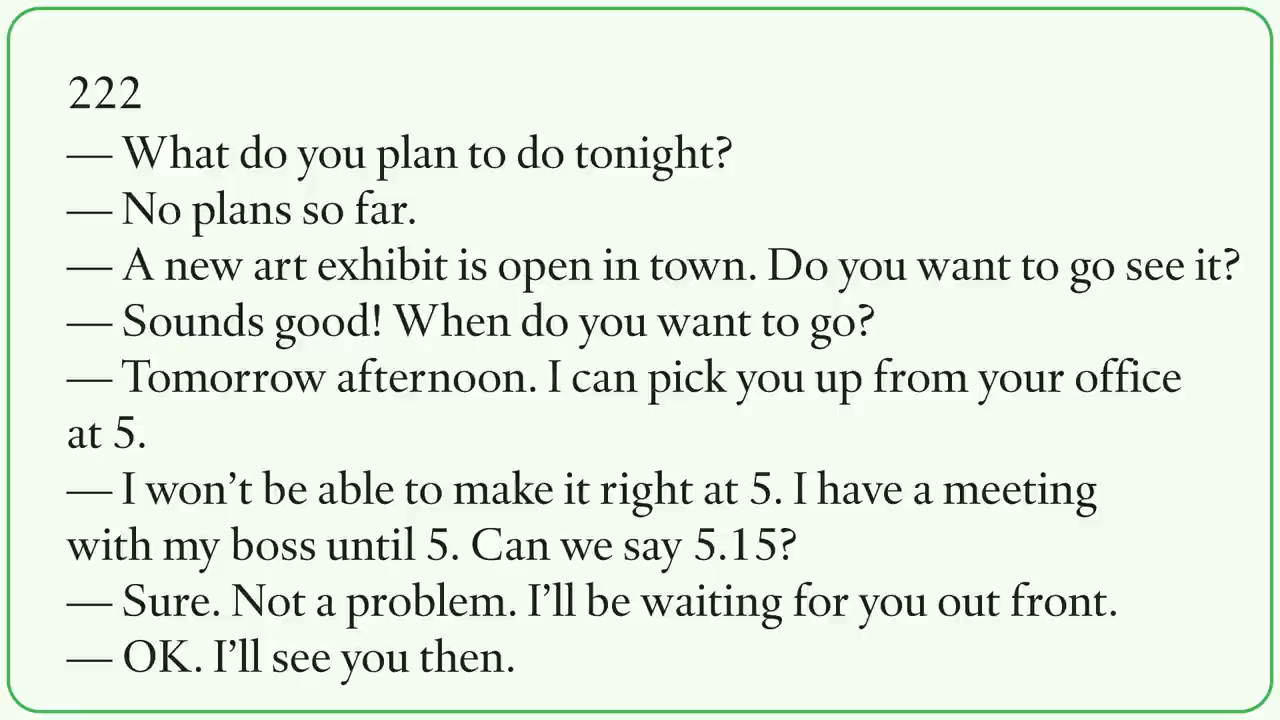 222
— What do you plan to do tonight?
— No plans so far.
— A new art exhibit is open in town. Do you want to go see it?
— Sounds good! When do you want to go?
— Tomorrow afternoon. I can pick you up from your office
at 5.
— I won’t be able to make it right at 5. I have a meeting
with my boss until 5. Can we say 5.15?
— Sure. Not a problem. I’ll be waiting for you out front.
— OK. I’ll see you then.